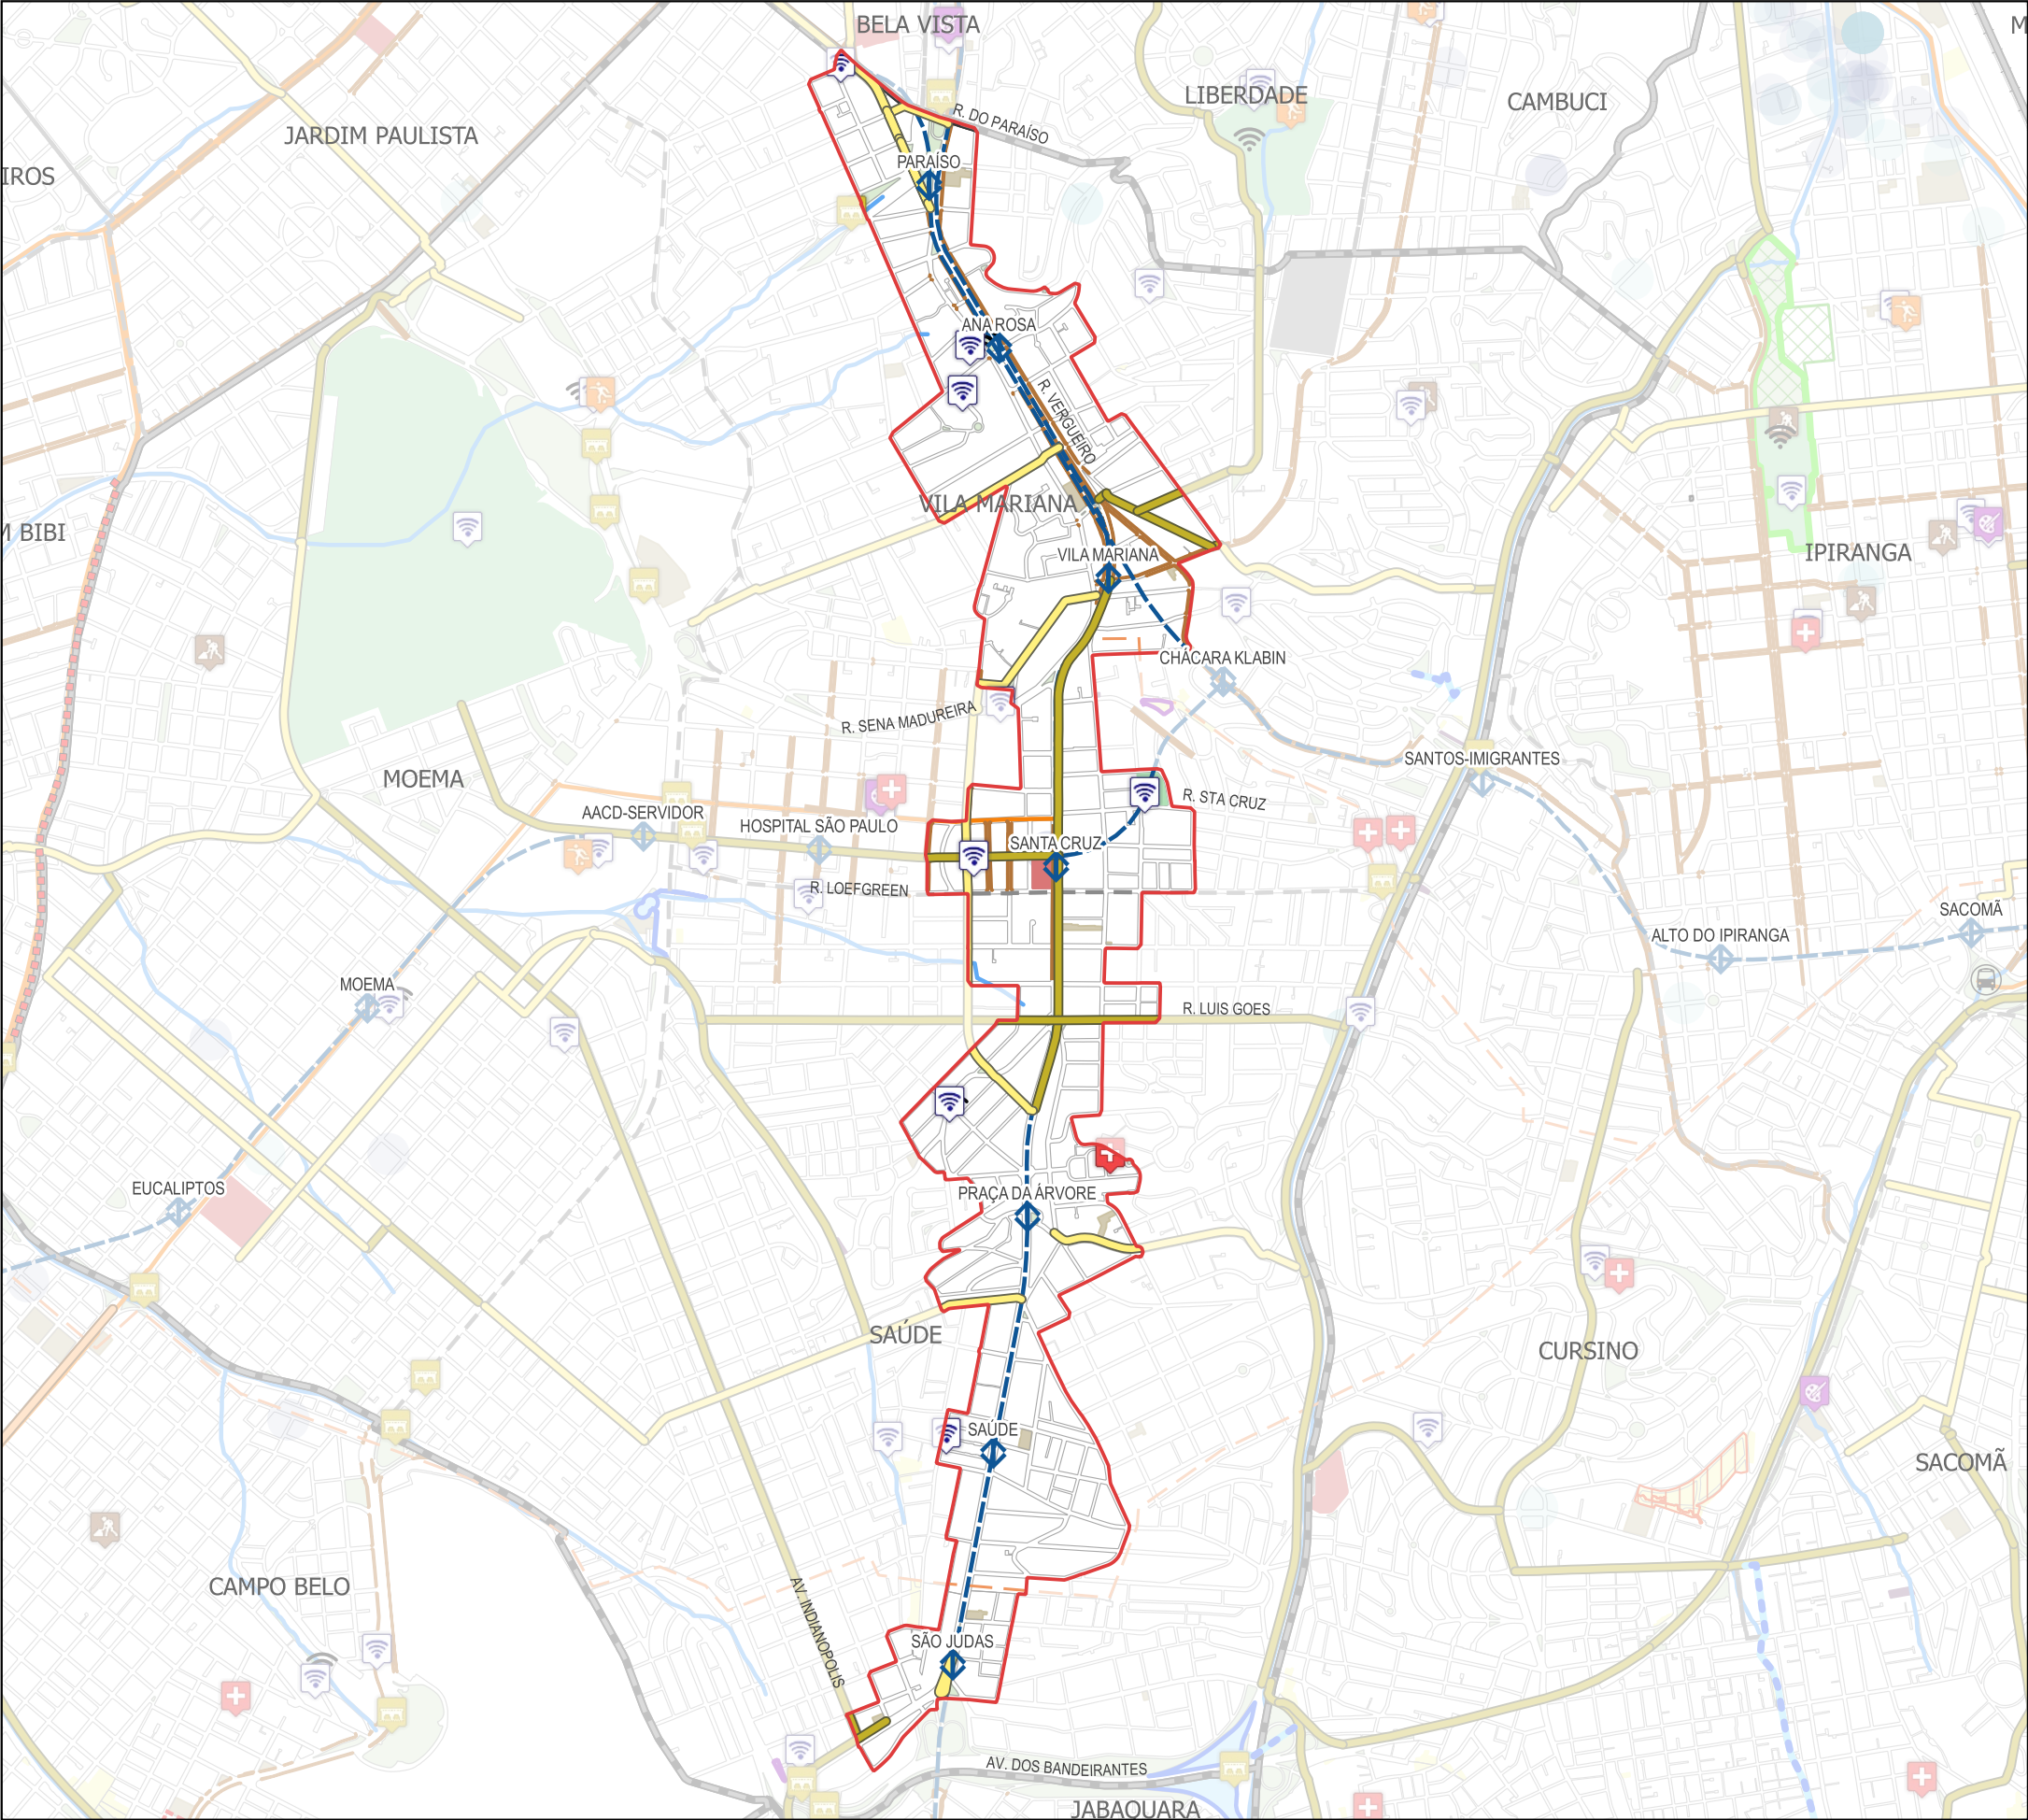 BELA VISTA
M
LIBERDADE
CAMBUCI
R. DO PARAÍSO
JARDIM PAULISTA
PARAÍSO
IROS
ANA ROSA
R. VERGUEIRO
VILA MARIANA
M BIBI
IPIRANGA
VILA MARIANA
CHÁCARA KLABIN
R. SENA MADUREIRA
SANTOS-IMIGRANTES
MOEMA
R. STA CRUZ
AACD-SERVIDOR
HOSPITAL SÃO PAULO
SANTA CRUZ
R. LOEFGREEN
SACOMÃ
ALTO DO IPIRANGA
MOEMA
R. LUIS GOES
EUCALIPTOS
PRAÇA DA ÁRVORE
SAÚDE
CURSINO
SAÚDE
SACOMÃ
CAMPO BELO
AV. INDIANOPOLIS
SÃO JUDAS
AV. DOS BANDEIRANTES
JABAQUARA